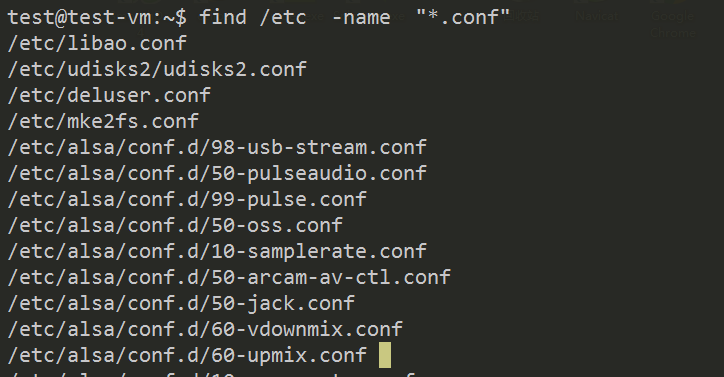 test@test-vm:~$ find /etc  -name  "*.conf"
/etc/libao.conf
/etc/udisks2/udisks2.conf
/etc/deluser.conf
/etc/mke2fs.conf
/etc/alsa/conf.d/98-usb-stream.conf
/etc/alsa/conf.d/50-pulseaudio.conf
/etc/alsa/conf.d/99-pulse.conf
/etc/alsa/conf.d/50-oss.conf
/etc/alsa/conf.d/10-samplerate.conf
/etc/alsa/conf.d/50-arcam-av-ctl.conf
/etc/alsa/conf.d/50-jack.conf
/etc/alsa/conf.d/60-vdownmix.conf
/etc/alsa/conf.d/60-upmix.conf